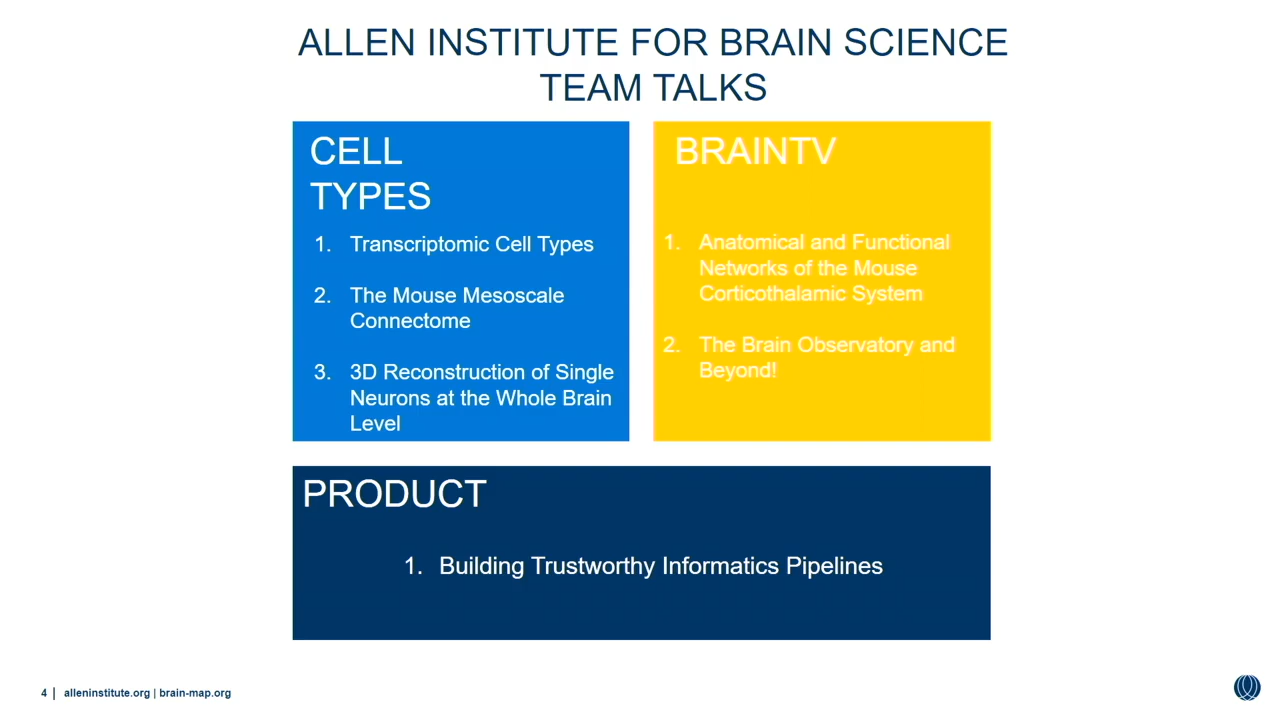 ALLEN INSTITUTE FOR BRAIN SCIENCE
TEAM TALKS
CELL
TYPES
1. Transcriptomic Cell Types
2. The Mouse Mesoscale
Connectome
3. 3D Reconstruction of Single
Neurons at the Whole Brain
Level
BRAINTV
1. Anatomical and Functional
Networks of the Mouse
Corticothalamic System
2. The Brain Observatory and
Beyond!
PRODUCT
1. Building Trustworthy Informatics Pipelines
4 | alleninstitute.org | brain-map.org